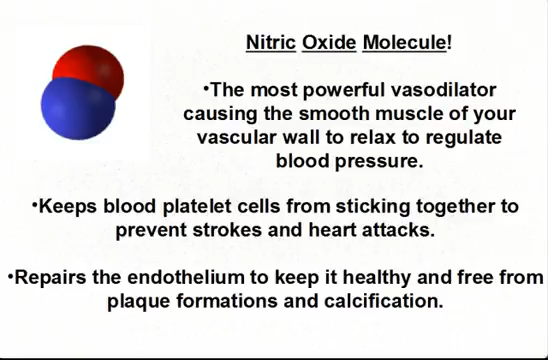 Nitric Oxide Molecule!
•The most powerful vasodilator
causing the smooth muscle of your
vascular wall to relax to regulate
blood pressure.
•Keeps blood platelet cells from sticking together to
prevent strokes and heart attacks.
•Repairs the endothelium to keep it healthy and free from
plaque formations and calcification.